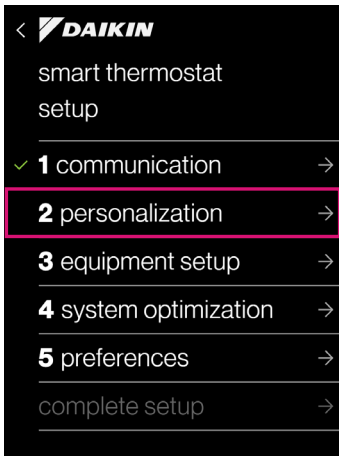 DAIKIN
smart thermostat
setup
1 communication
2 personalization
3 equipment setup
4 system optimization
5 preferences
complete setup